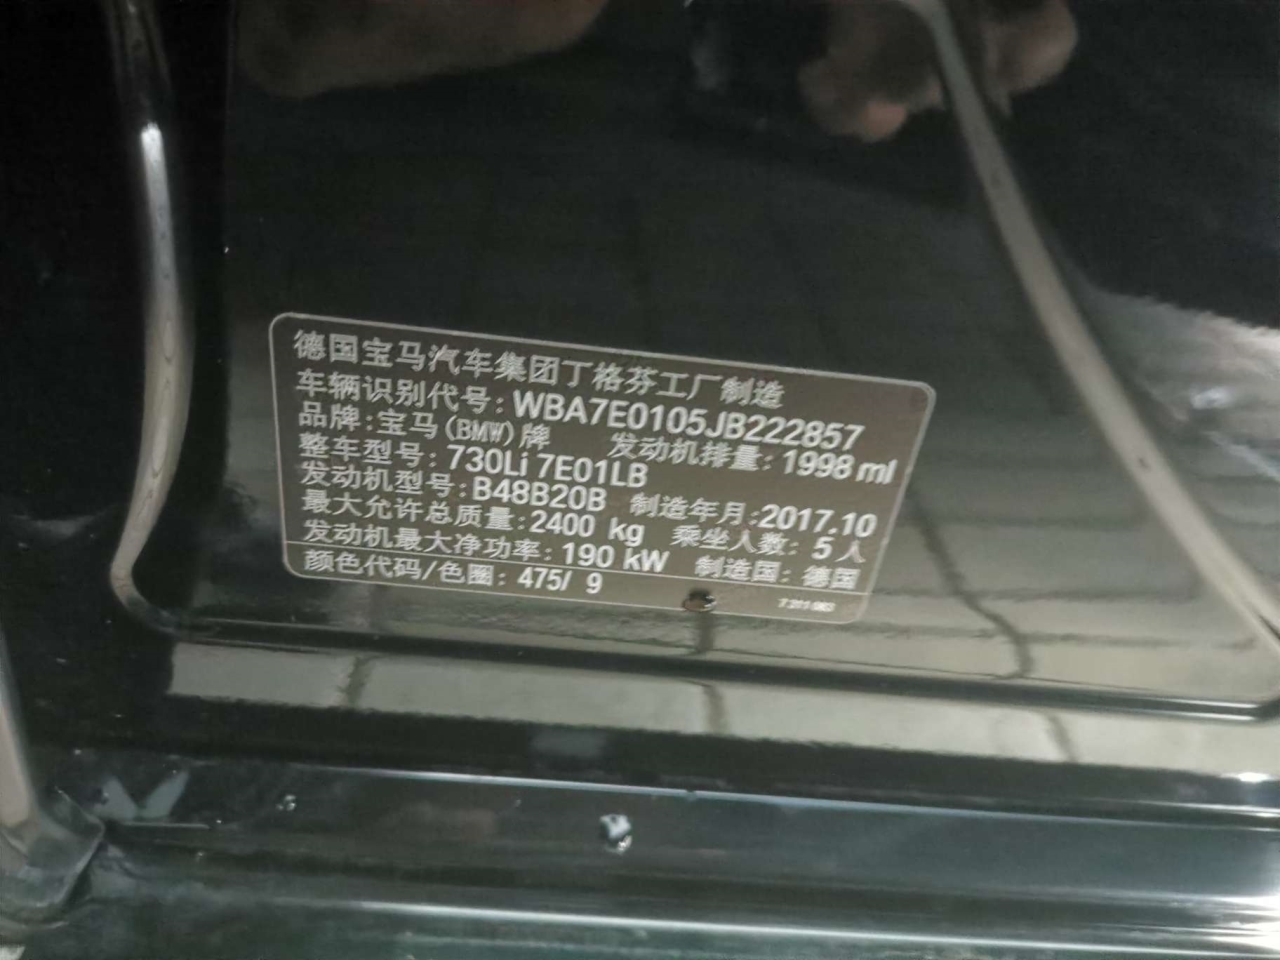 德国宝马汽车集团丁格芬工厂制造
车辆识别代号: WBA7E0105JB222857
品牌: 宝马(BMW)牌 发动机排量: 1998 ml
整车型号: 730Li 7E01LB
发动机型号: B48B20B 制造年月: 2017.10
最大允许总质量: 2400 kg 乘坐人数: 5人
发动机最大净功率: 190 kW 制造国: 德国
颜色代码/色圈: 475/ 9